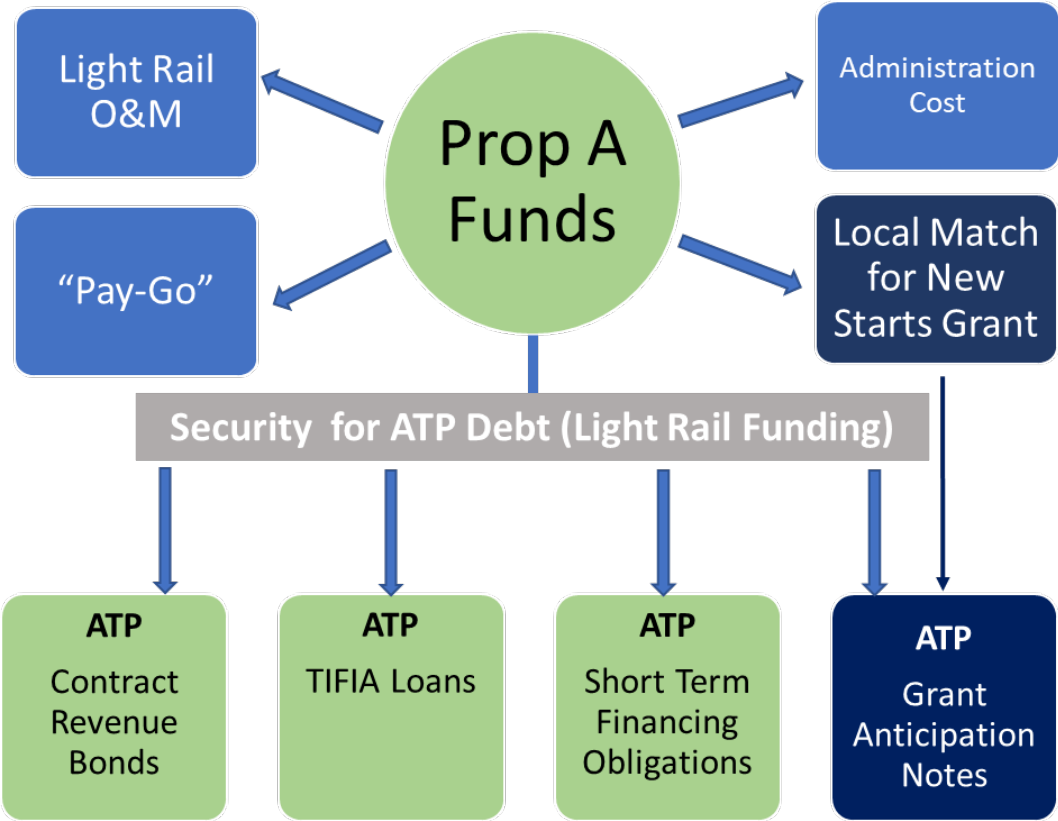 Light Rail
O&M
Prop A
Funds
Administration
Cost
“Pay-Go”
Local Match
for New
Starts Grant
Security for ATP Debt (Light Rail Funding)
ATP
Contract
Revenue
Bonds
ATP
TIFIA Loans
ATP
Short Term
Financing
Obligations
ATP
Grant
Anticipation
Notes